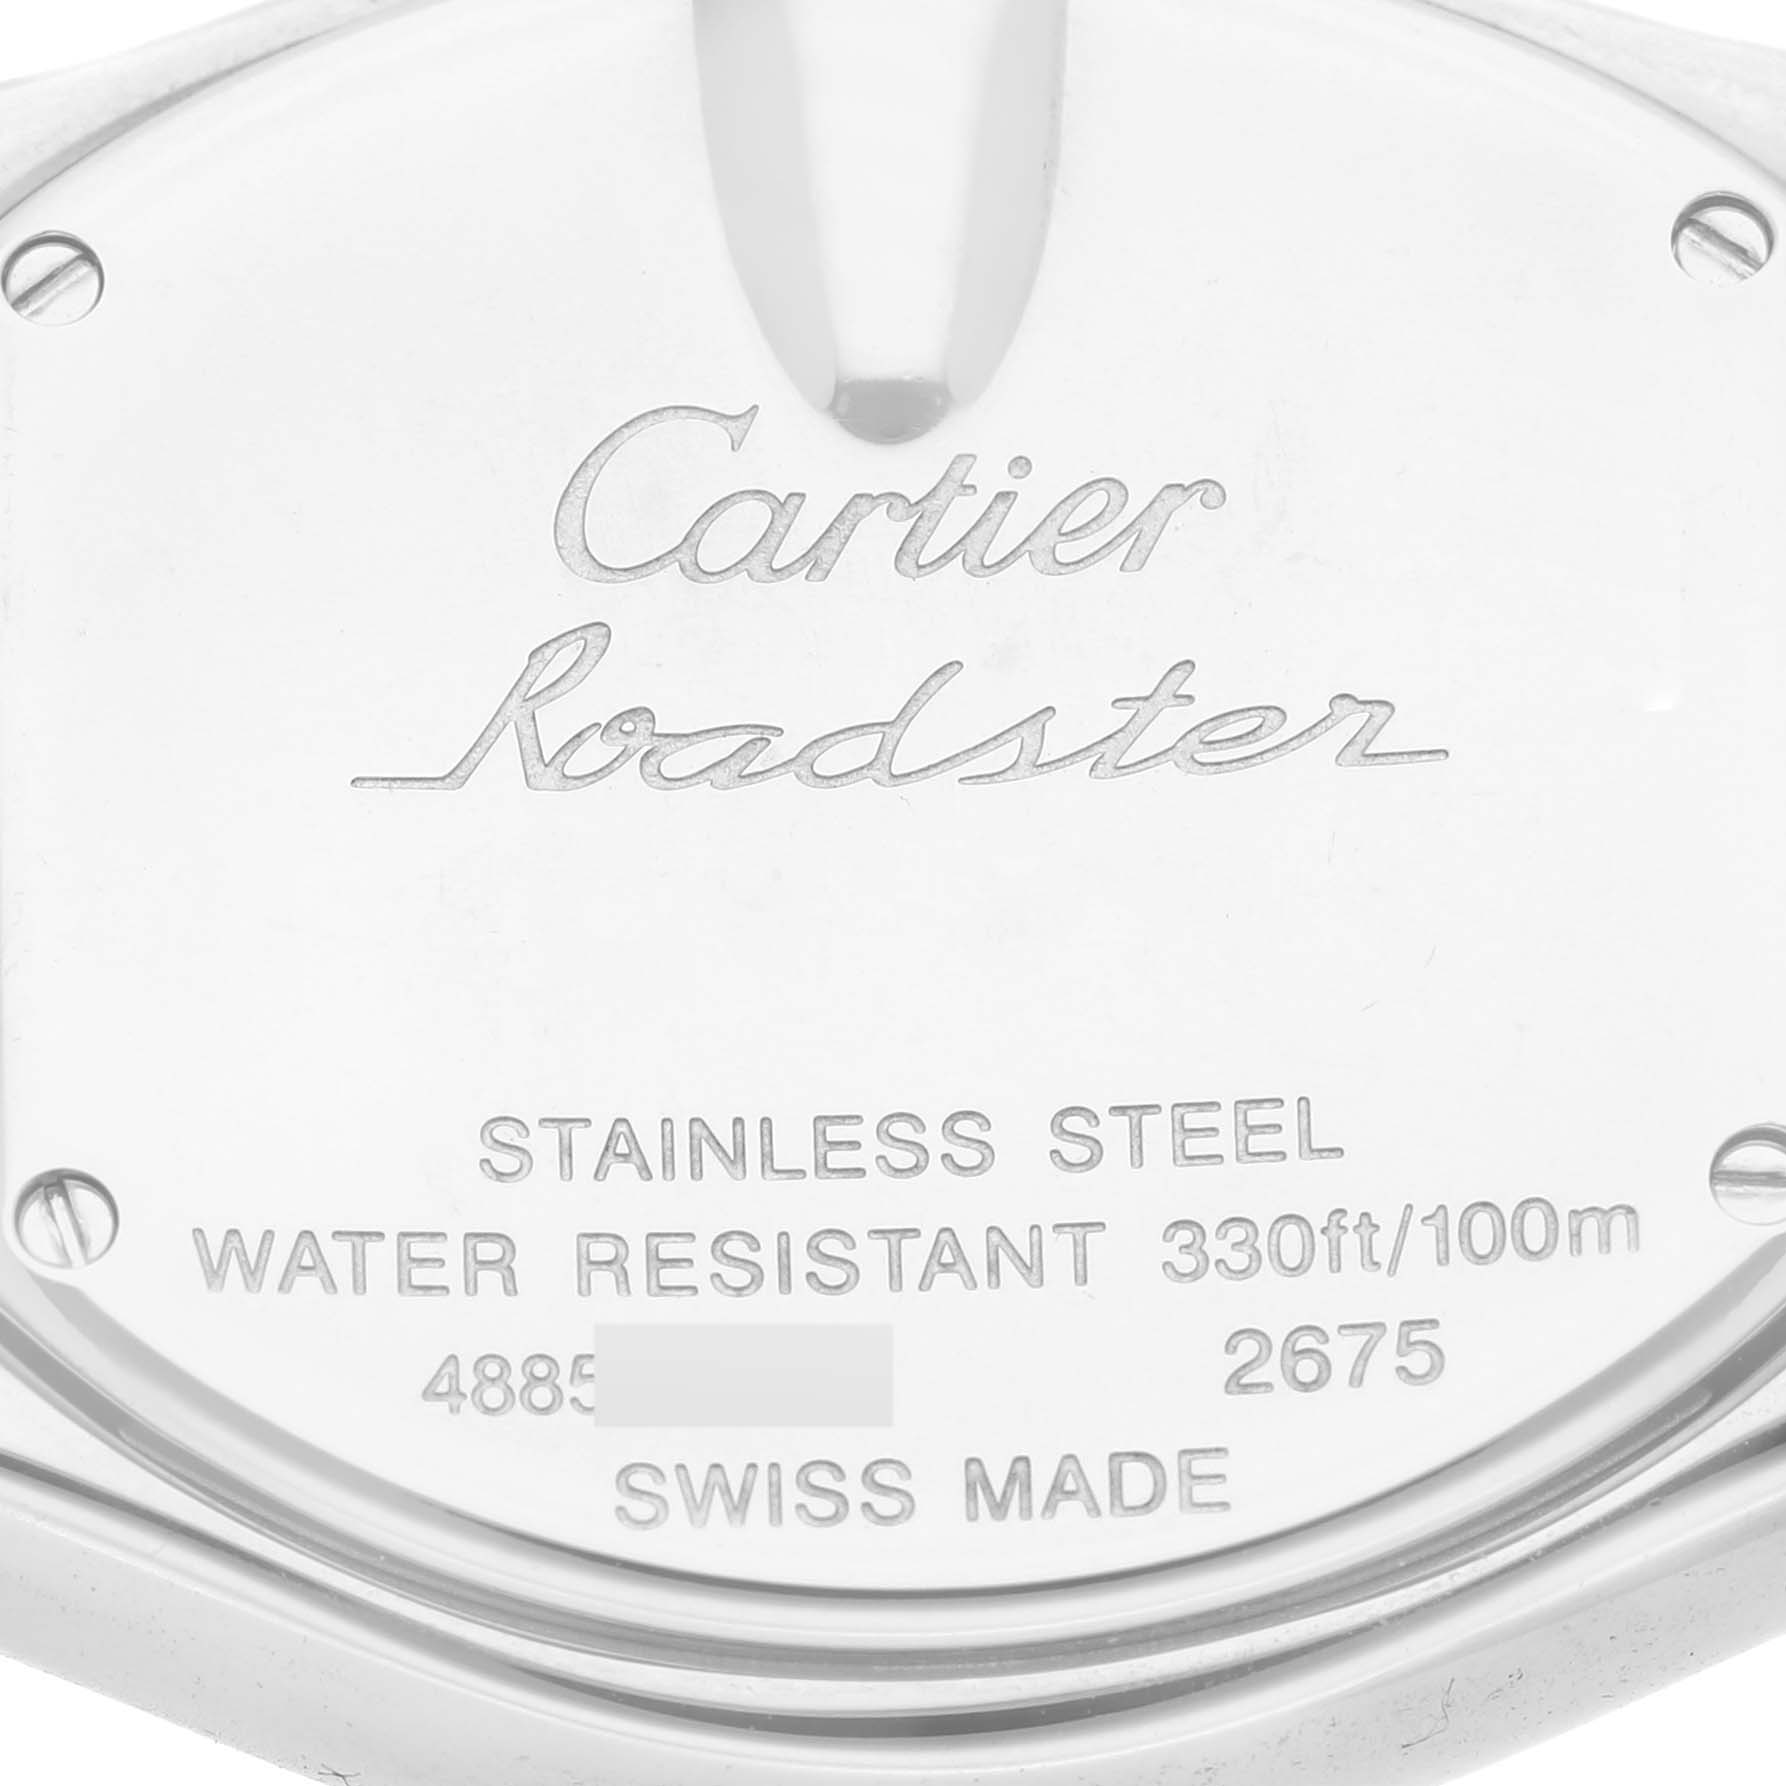 Cartier
Roadster
STAINLESS STEEL
WATER RESISTANT 330ft/100m
4885 2675
SWISS MADE